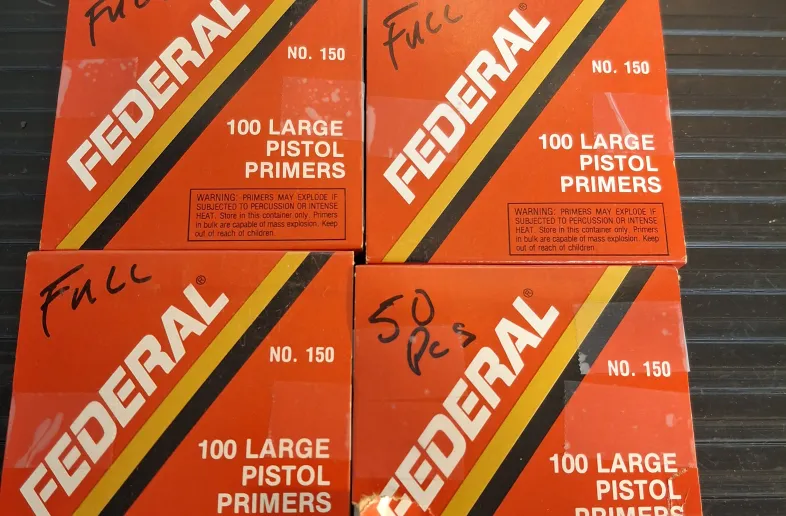 Full
FEDERAL
NO. 150
100 LARGE
PISTOL
PRIMERS
WARNING: PRIMERS MAY EXPLODE IF
SUBJECTED TO PERCUSSION OR INTENSE
HEAT. Store in this container only. Primers
in bulk are capable of mass explosion. Keep
out of reach of children.
Full
FEDERAL®
NO. 150
100 LARGE
PISTOL
PRIMERS
WARNING: PRIMERS MAY EXPLODE IF
SUBJECTED TO PERCUSSION OR INTENSE
HEAT. Store in this container only. Primers
in bulk are capable of mass explosion. Keep
out of reach of children.
Full
FEDERAL®
NO. 150
100 LARGE
PISTOL
PRIMERS
50
Pcs
FEDERAL®
NO. 150
100 LARGE
PISTOL
PRIMERS